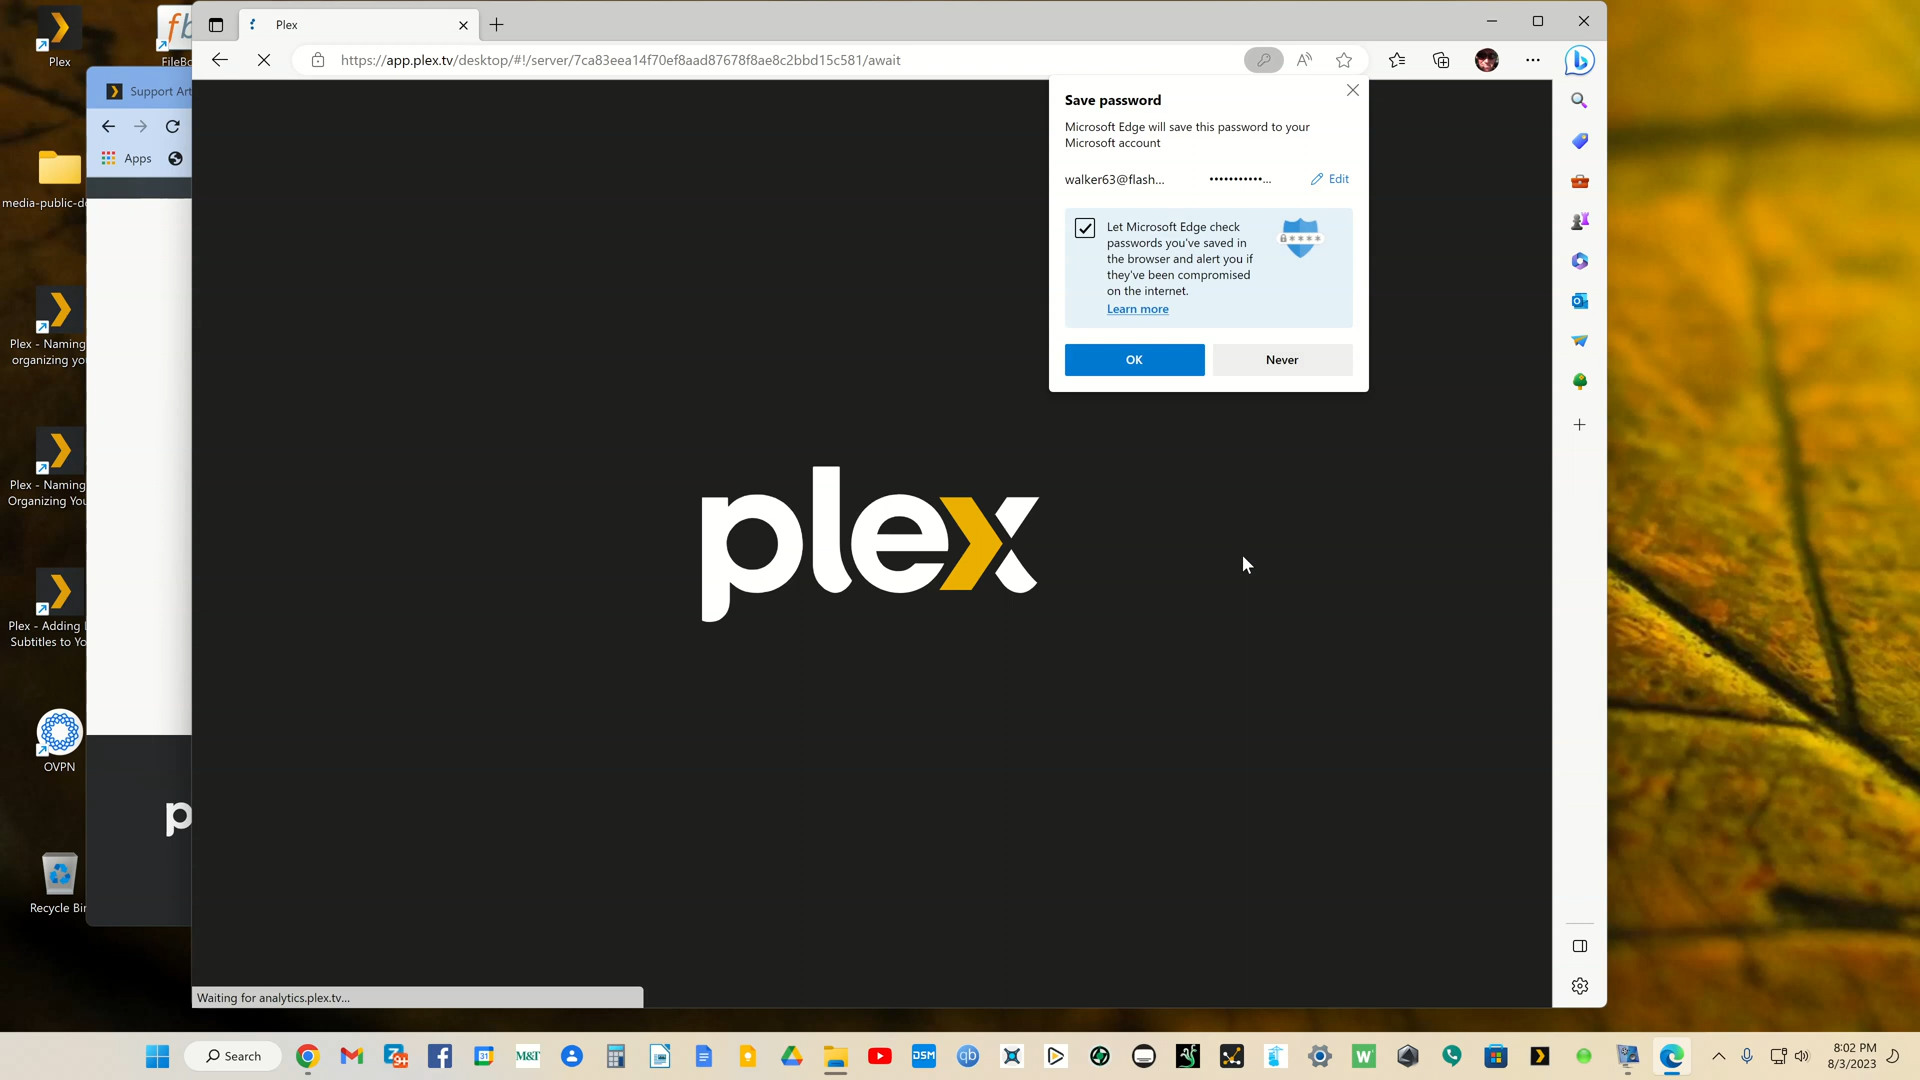 Plex
FileBo
media-public-d
Plex - Naming
organizing yo
Plex - Naming
Organizing You
Plex - Adding
Subtitles to Yo
OVPN
Recycle Bi
Support Art
Apps
p
Plex
https://app.plex.tv/desktop/#!/server/7ca83eea14f70ef8aad87678f8ae8c2bbd15c581/await
Save password
Microsoft Edge will save this password to your
Microsoft account
walker63@flash... •••••••••••... Edit
Let Microsoft Edge check
passwords you've saved in
the browser and alert you if
they've been compromised
on the internet.
Learn more
OK Never
plex
Waiting for analytics.plex.tv...
Search
M&T
DSM
qb
8:02 PM
8/3/2023